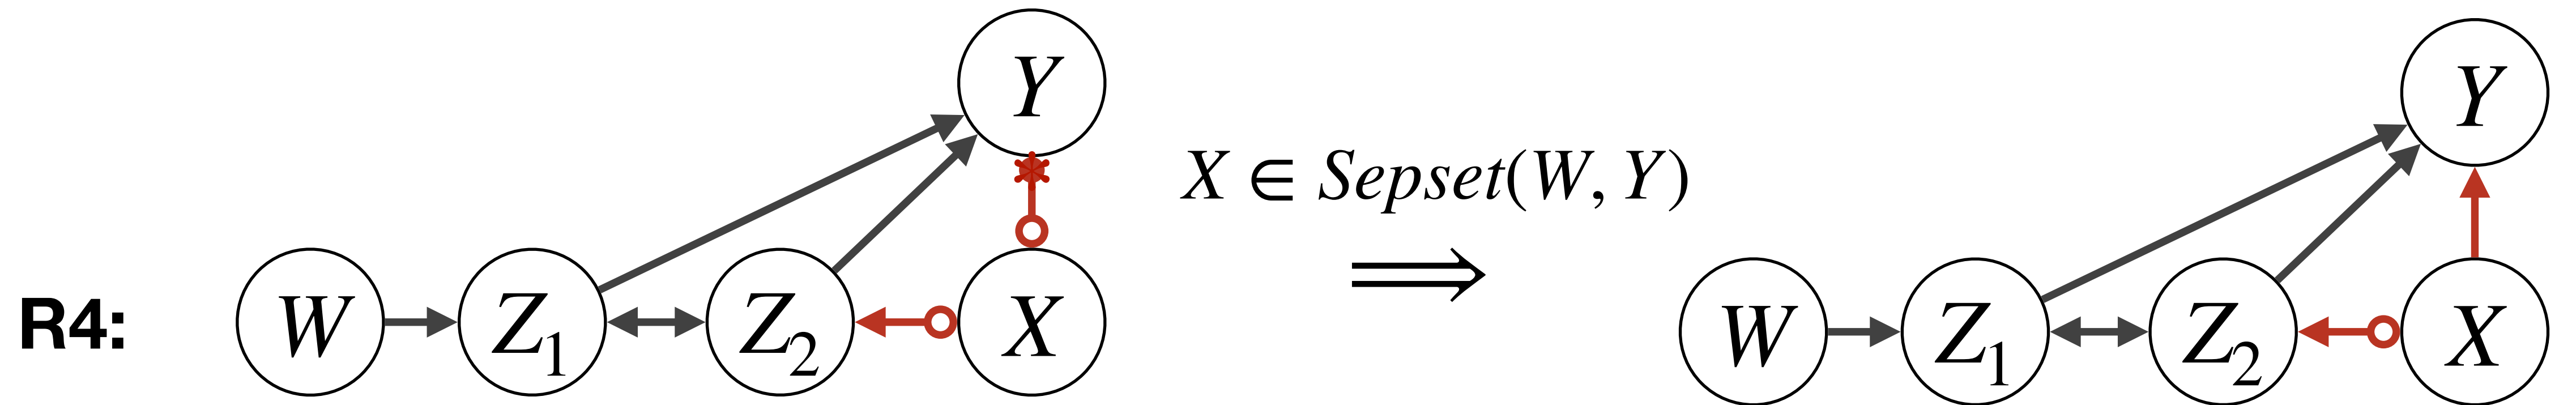 R4:
W
Z₁
Z₂
X
Y
X ∈ Sepset(W, Y)
⟹
W
Z₁
Z₂
X
Y